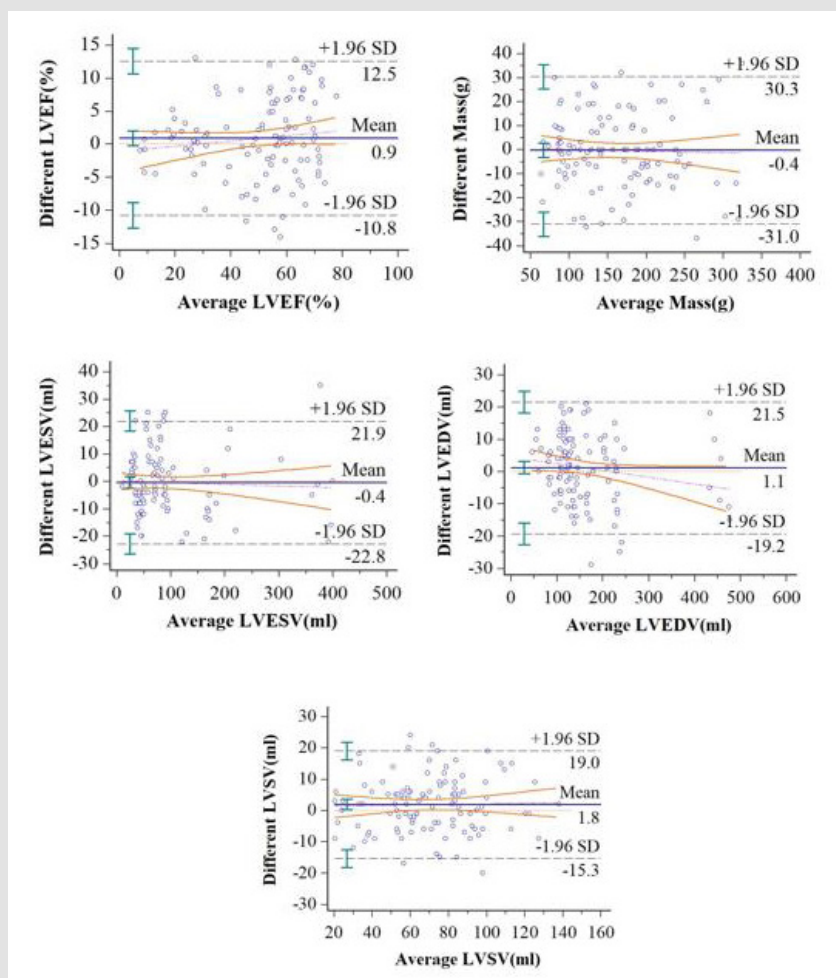 +1.96 SD
12.5
Mean
0.9
-1.96 SD
-10.8
15
10
5
0
-5
-10
-15
0 20 40 60 80 100
Different LVEF(%)
Average LVEF(%)
+1.96 SD
30.3
Mean
-0.4
-1.96 SD
-31.0
40
30
20
10
0
-10
-20
-30
-40
50 100 150 200 250 300 350 400
Different Mass(g)
Average Mass(g)
+1.96 SD
21.9
Mean
-0.4
-1.96 SD
-22.8
40
30
20
10
0
-10
-20
-30
0 100 200 300 400 500
Different LVESV(ml)
Average LVESV(ml)
+1.96 SD
21.5
Mean
1.1
-1.96 SD
-19.2
30
20
10
0
-10
-20
-30
0 100 200 300 400 500 600
Different LVEDV(ml)
Average LVEDV(ml)
+1.96 SD
19.0
Mean
1.8
-1.96 SD
-15.3
30
20
10
0
-10
-20
-30
20 40 60 80 100 120 140 160
Different LVSV(ml)
Average LVSV(ml)